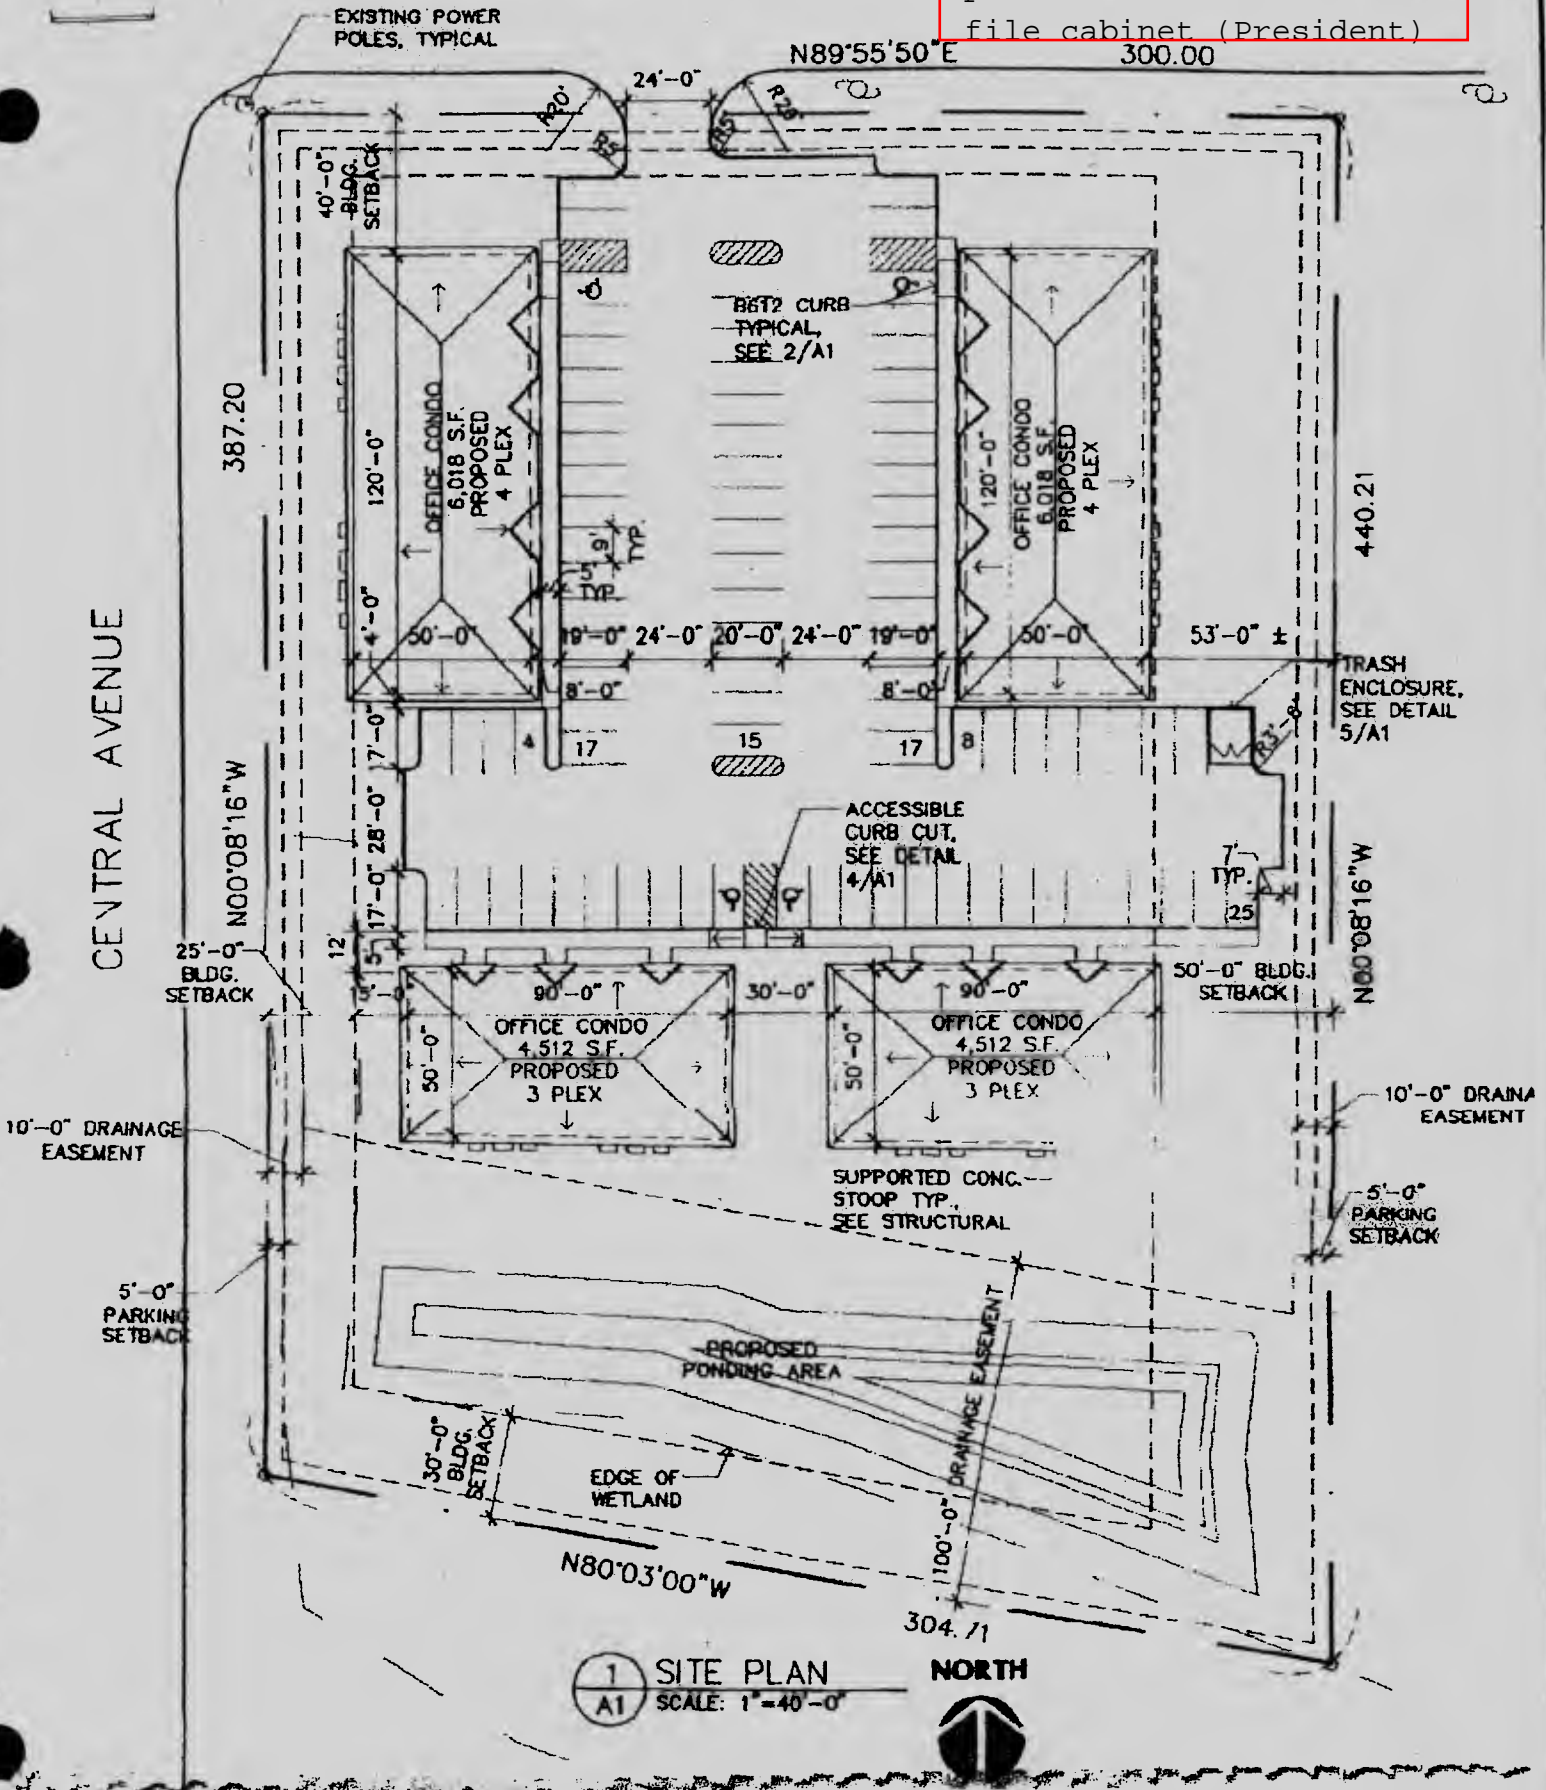 file cabinet (President)
EXISTING POWER
POLES, TYPICAL
N89°55'50"E
300.00
24'-0"
R20'
R5'
R5'
40'-0"
BLDG.
SETBACK
B6T2 CURB
TYPICAL,
SEE 2/A1
387.20
120'-0"
OFFICE CONDO
6,018 S.F.
PROPOSED
4 PLEX
120'-0"
OFFICE CONDO
6,018 S.F.
PROPOSED
4 PLEX
440.21
9'
TYP.
5'
TYP.
4'-0"
50'-0"
19'-0"
24'-0"
20'-0"
24'-0"
19'-0"
50'-0"
53'-0" ±
8'-0"
8'-0"
TRASH
ENCLOSURE,
SEE DETAIL
5/A1
CENTRAL AVENUE
N00°08'16"W
17'-0"
4
17
15
17
8
R3'
28'-0"
ACCESSIBLE
CURB CUT,
SEE DETAIL
4/A1
7'
TYP.
25
17'-0"
N00°08'16"W
12'
5'
25'-0"
BLDG.
SETBACK
5'-0
90'-0"
30'-0"
90'-0"
50'-0" BLDG.
SETBACK
OFFICE CONDO
4,512 S.F.
PROPOSED
3 PLEX
50'-0"
OFFICE CONDO
4,512 S.F.
PROPOSED
3 PLEX
50'-0"
10'-0" DRAINAGE
EASEMENT
10'-0" DRAINA
EASEMENT
SUPPORTED CONC.
STOOP TYP.,
SEE STRUCTURAL
5'-0"
PARKING
SETBACK
5'-0"
PARKING
SETBACK
PROPOSED
PONDING AREA
100'-0" DRAINAGE EASEMENT
30'-0"
BLDG.
SETBACK
EDGE OF
WETLAND
N80°03'00"W
304.71
1
A1
SITE PLAN
SCALE: 1"=40'-0"
NORTH